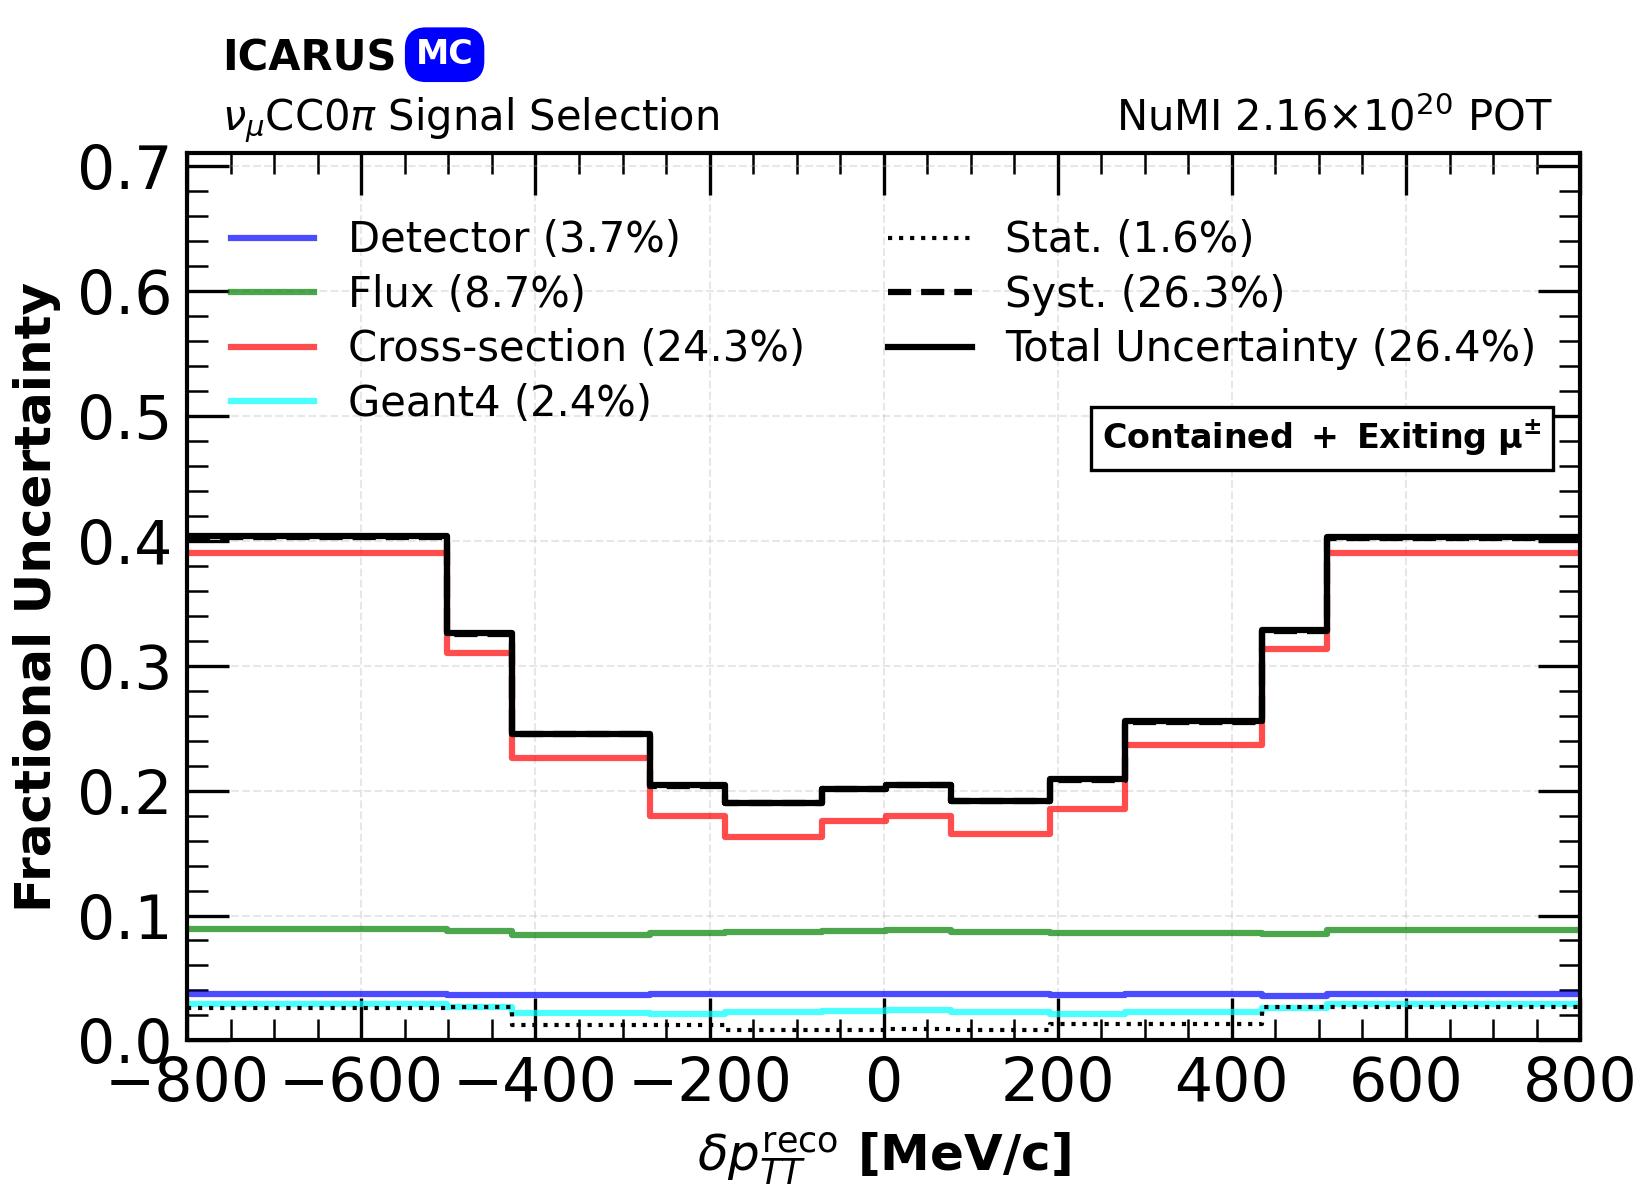 ICARUS MC
νμCC0π Signal Selection NuMI 2.16×10²⁰ POT
0.7
Detector (3.7%) Stat. (1.6%)
Flux (8.7%) Syst. (26.3%)
Cross-section (24.3%) Total Uncertainty (26.4%)
Geant4 (2.4%)
Contained + Exiting μ±
0.6
0.5
0.4
0.3
0.2
0.1
0.0
Fractional Uncertainty
−800 −600 −400 −200 0 200 400 600 800
δp_TT^reco [MeV/c]